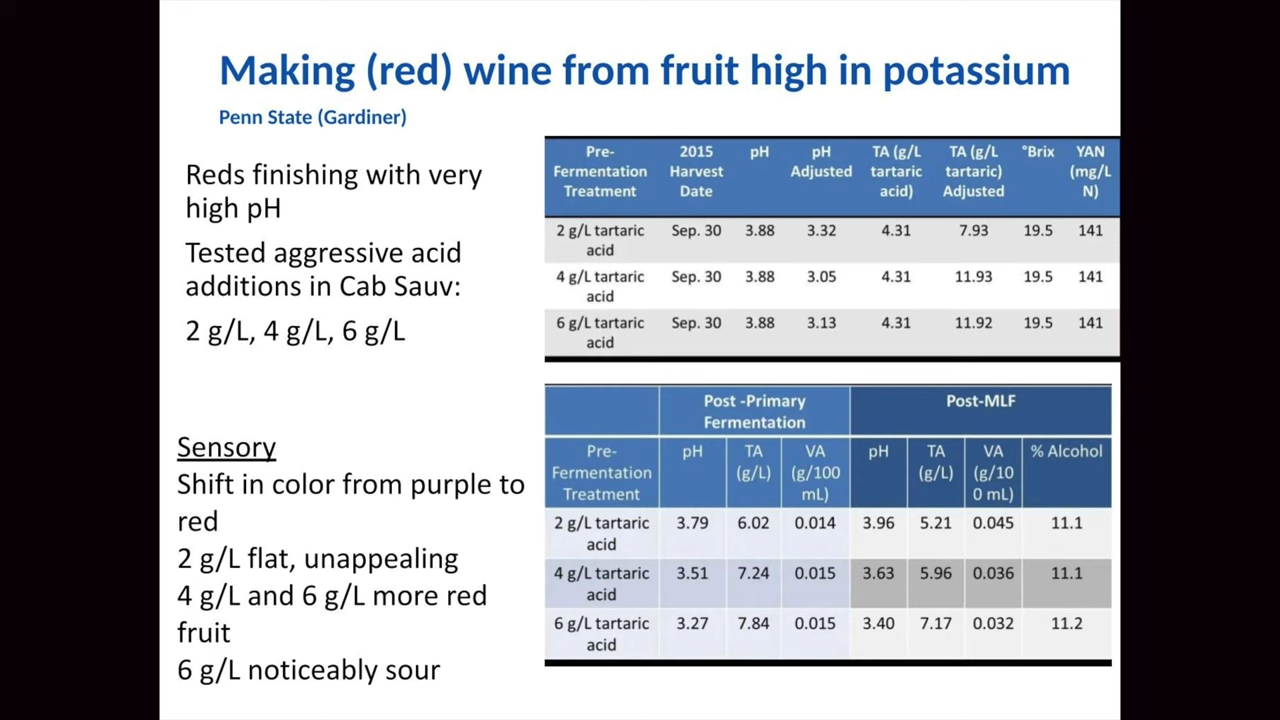 Making (red) wine from fruit high in potassium
Penn State (Gardiner)
Reds finishing with very
high pH
Tested aggressive acid
additions in Cab Sauv:
2 g/L, 4 g/L, 6 g/L
Sensory
Shift in color from purple to
red
2 g/L flat, unappealing
4 g/L and 6 g/L more red
fruit
6 g/L noticeably sour
Pre-
Fermentation
Treatment
2015
Harvest
Date
pH
pH
Adjusted
TA (g/L
tartaric
acid)
TA (g/L
tartaric)
Adjusted
°Brix
YAN
(mg/L
N)
2 g/L tartaric
acid
Sep. 30 3.88 3.32 4.31 7.93 19.5 141
4 g/L tartaric
acid
Sep. 30 3.88 3.05 4.31 11.93 19.5 141
6 g/L tartaric
acid
Sep. 30 3.88 3.13 4.31 11.92 19.5 141
Post -Primary
Fermentation
Post-MLF
Pre-
Fermentation
Treatment
pH
TA
(g/L)
VA
(g/100
mL)
pH
TA
(g/L)
VA
(g/10
0 mL)
% Alcohol
2 g/L tartaric
acid
3.79 6.02 0.014 3.96 5.21 0.045 11.1
4 g/L tartaric
acid
3.51 7.24 0.015 3.63 5.96 0.036 11.1
6 g/L tartaric
acid
3.27 7.84 0.015 3.40 7.17 0.032 11.2